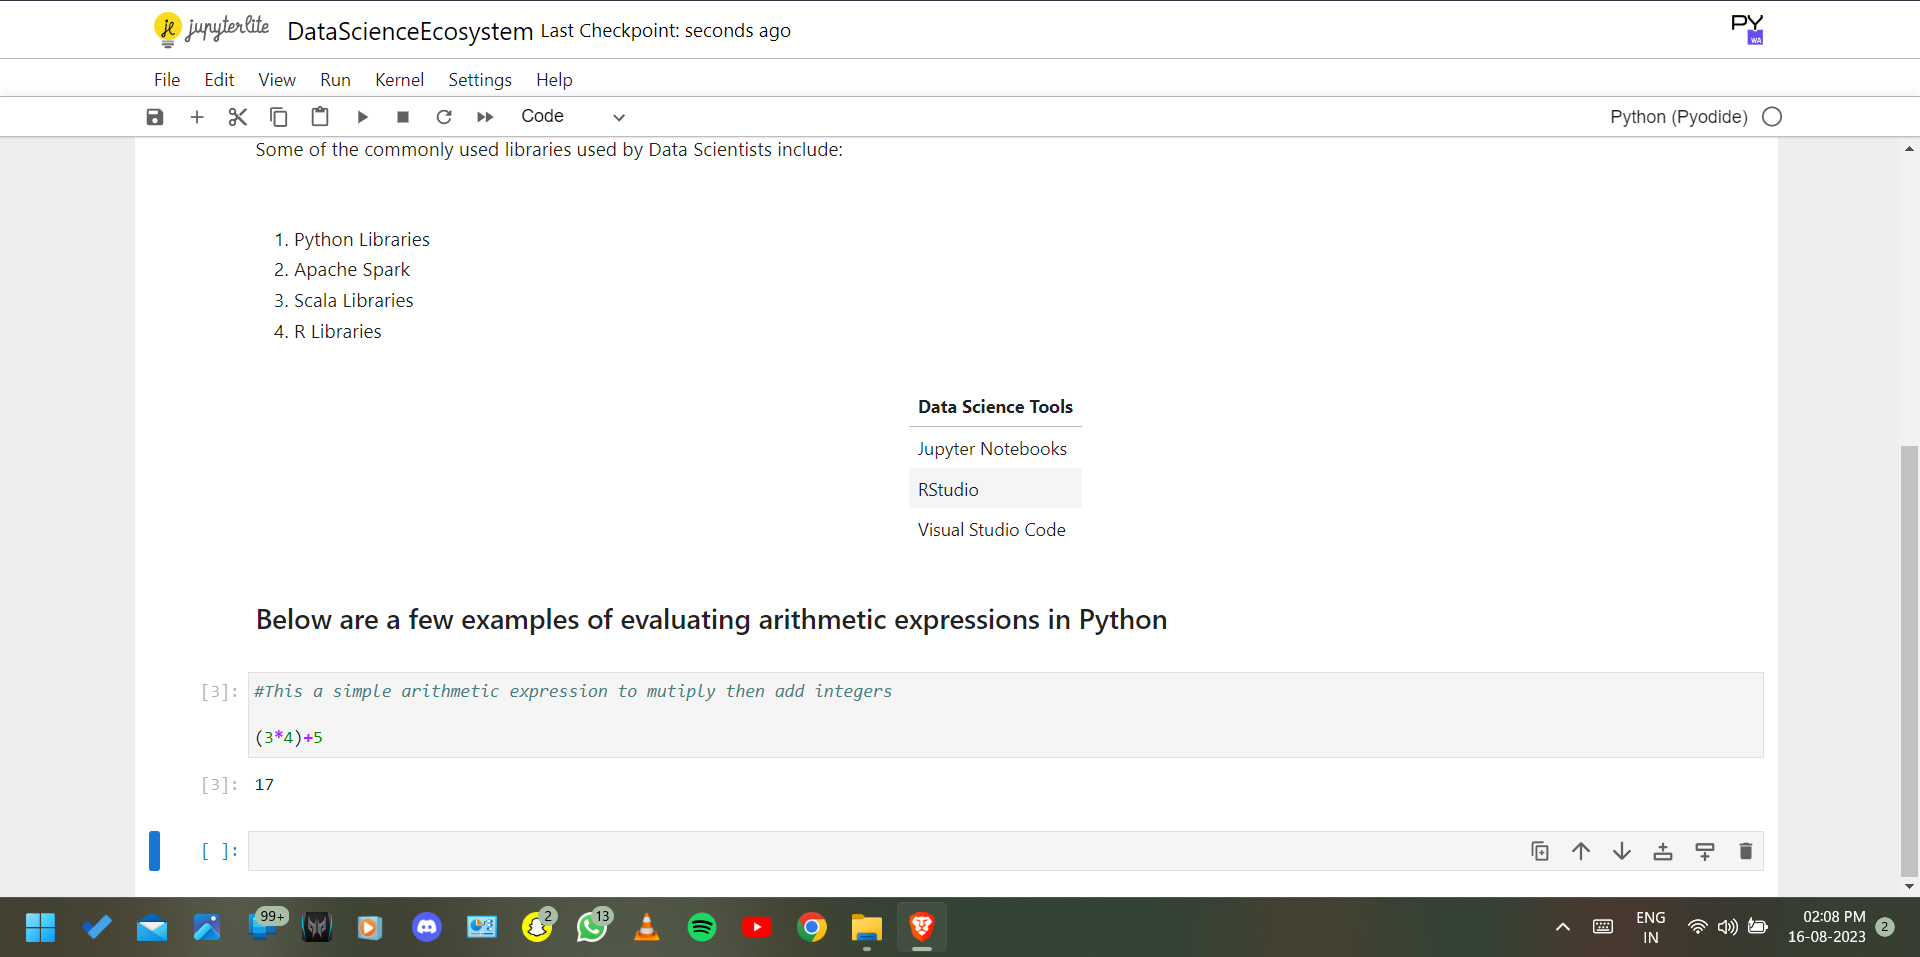 jupyterlite DataScienceEcosystem Last Checkpoint: seconds ago PY WA
File Edit View Run Kernel Settings Help
Code Python (Pyodide)
Some of the commonly used libraries used by Data Scientists include:
1. Python Libraries
2. Apache Spark
3. Scala Libraries
4. R Libraries
Data Science Tools
Jupyter Notebooks
RStudio
Visual Studio Code
Below are a few examples of evaluating arithmetic expressions in Python
[3]: #This a simple arithmetic expression to mutiply then add integers
(3*4)+5
[3]: 17
[ ]:
99+ 2 13 ENG 02:08 PM
IN 16-08-2023 2